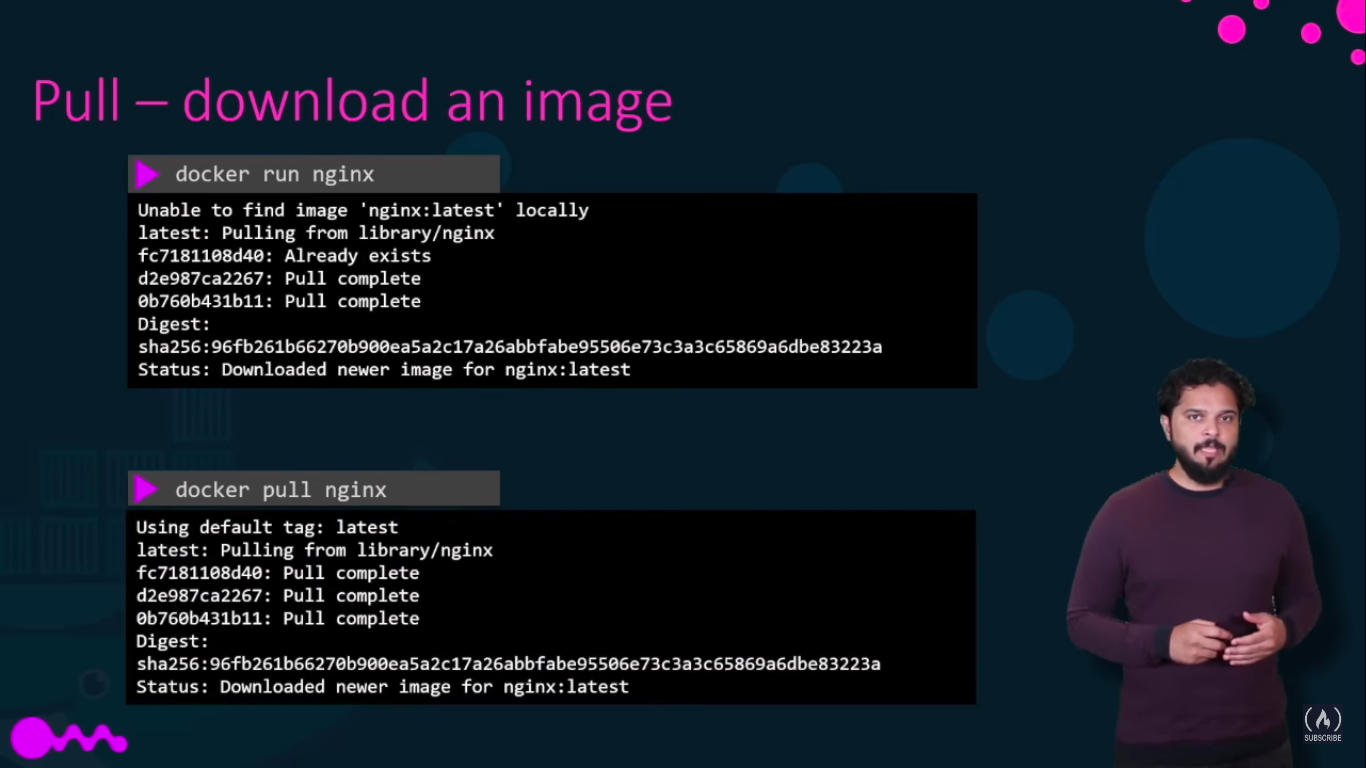 Pull – download an image
docker run nginx
Unable to find image 'nginx:latest' locally
latest: Pulling from library/nginx
fc7181108d40: Already exists
d2e987ca2267: Pull complete
0b760b431b11: Pull complete
Digest:
sha256:96fb261b66270b900ea5a2c17a26abbfabe95506e73c3a3c65869a6dbe83223a
Status: Downloaded newer image for nginx:latest
docker pull nginx
Using default tag: latest
latest: Pulling from library/nginx
fc7181108d40: Pull complete
d2e987ca2267: Pull complete
0b760b431b11: Pull complete
Digest:
sha256:96fb261b66270b900ea5a2c17a26abbfabe95506e73c3a3c65869a6dbe83223a
Status: Downloaded newer image for nginx:latest
SUBSCRIBE